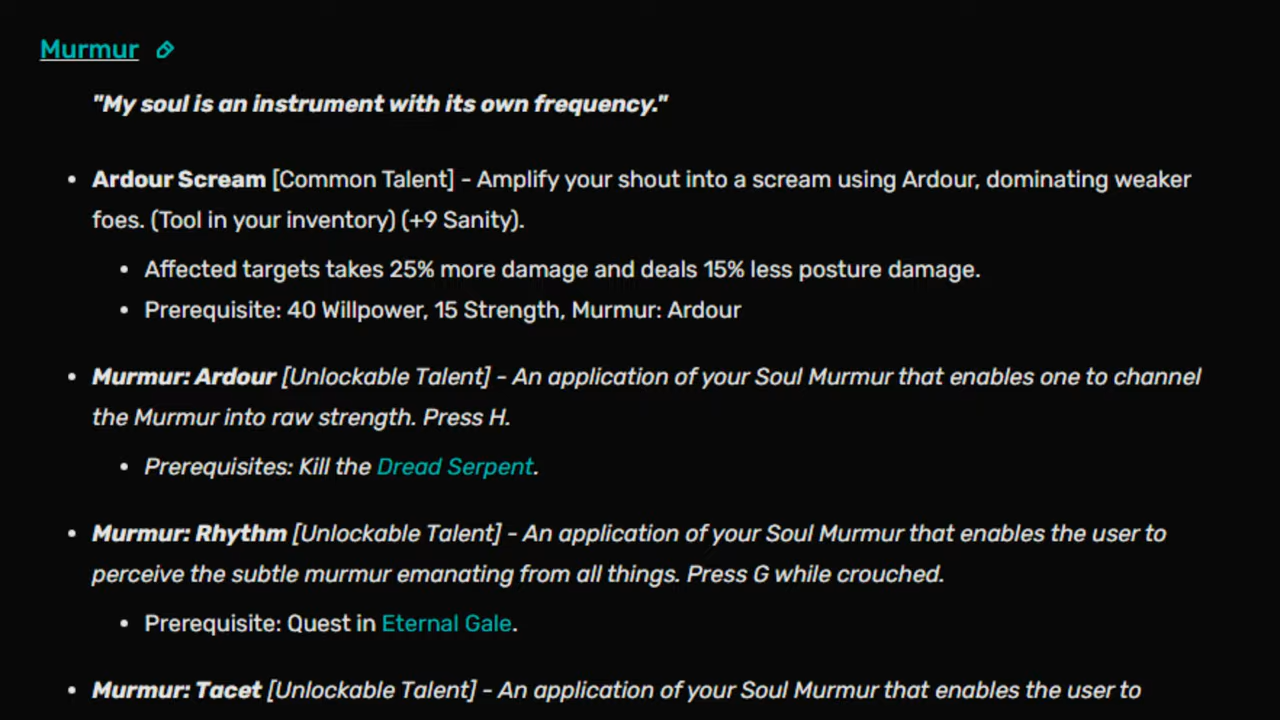 Murmur
"My soul is an instrument with its own frequency."
Ardour Scream [Common Talent] - Amplify your shout into a scream using Ardour, dominating weaker
foes. (Tool in your inventory) (+9 Sanity).
Affected targets takes 25% more damage and deals 15% less posture damage.
Prerequisite: 40 Willpower, 15 Strength, Murmur: Ardour
Murmur: Ardour [Unlockable Talent] - An application of your Soul Murmur that enables one to channel
the Murmur into raw strength. Press H.
Prerequisites: Kill the Dread Serpent.
Murmur: Rhythm [Unlockable Talent] - An application of your Soul Murmur that enables the user to
perceive the subtle murmur emanating from all things. Press G while crouched.
Prerequisite: Quest in Eternal Gale.
Murmur: Tacet [Unlockable Talent] - An application of your Soul Murmur that enables the user to